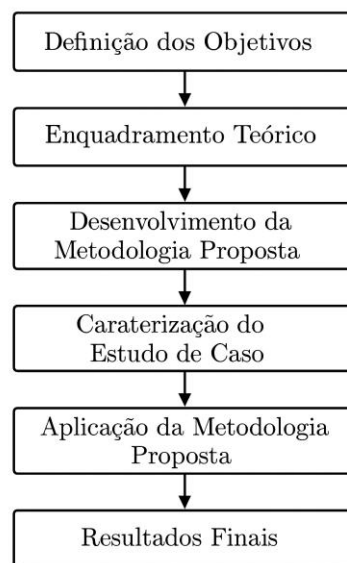 Definição dos Objetivos
Enquadramento Teórico
Desenvolvimento da
Metodologia Proposta
Caraterização do
Estudo de Caso
Aplicação da Metodologia
Proposta
Resultados Finais